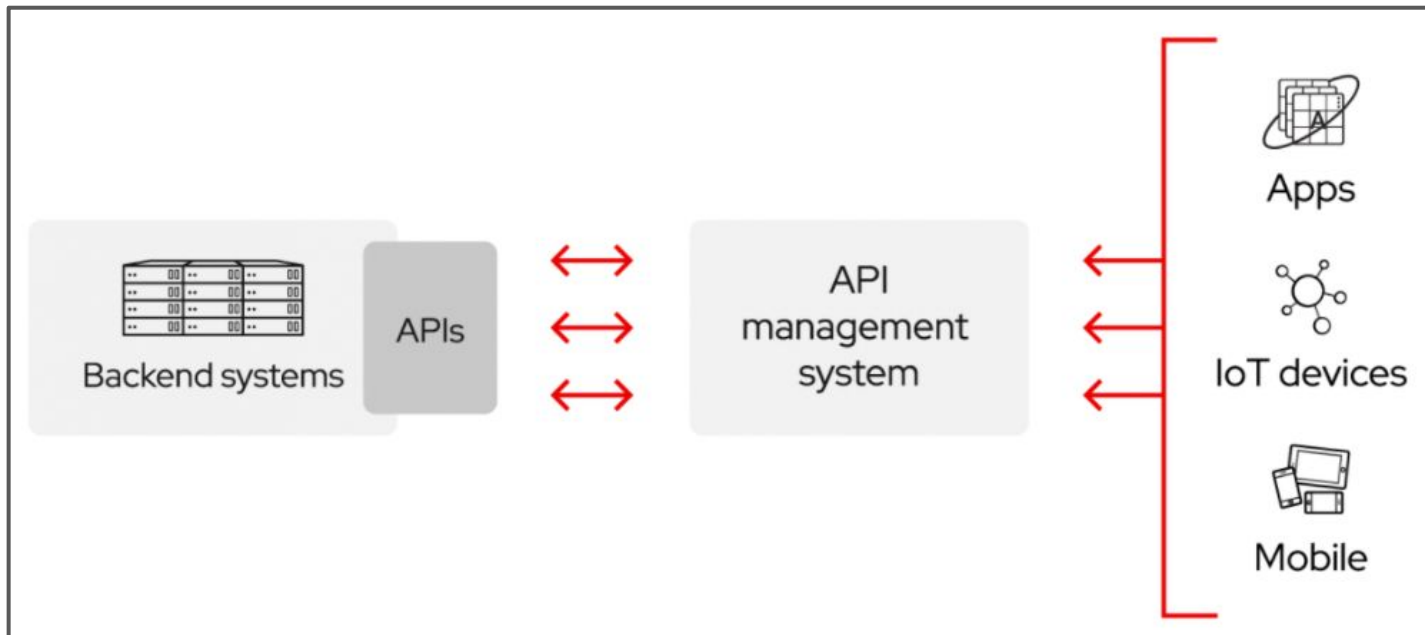 Backend systems
APIs
API
management
system
A
Apps
IoT devices
Mobile